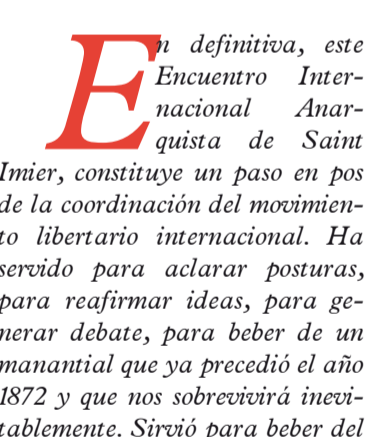 En definitiva, este
Encuentro Inter-
nacional Anar-
quista de Saint
Imier, constituye un paso en pos
de la coordinación del movimien-
to libertario internacional. Ha
servido para aclarar posturas,
para reafirmar ideas, para ge-
nerar debate, para beber de un
manantial que ya precedió el año
1872 y que nos sobrevivirá inevi-
tablemente. Sirvió para beber del